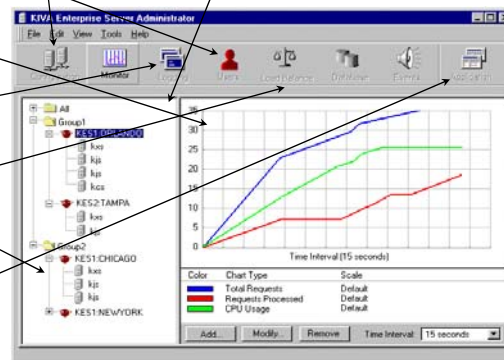 KIVA Enterprise Server Administrator
File Edit View Tools Help
Configuration Monitor Logging Users Load Balance Database Events Application
All
Group1
KES1:ORLANDO
kxs
kjs
kjs
kcs
KES2:TAMPA
kxs
kjs
Group2
KES1:CHICAGO
kxs
kjs
kjs
KES1:NEWYORK
35
30
25
20
15
10
5
0
Time Interval (15 seconds)
Color Chart Type Scale
Total Requests Default
Requests Processed Default
CPU Usage Default
Add... Modify... Remove Time Interval: 15 seconds